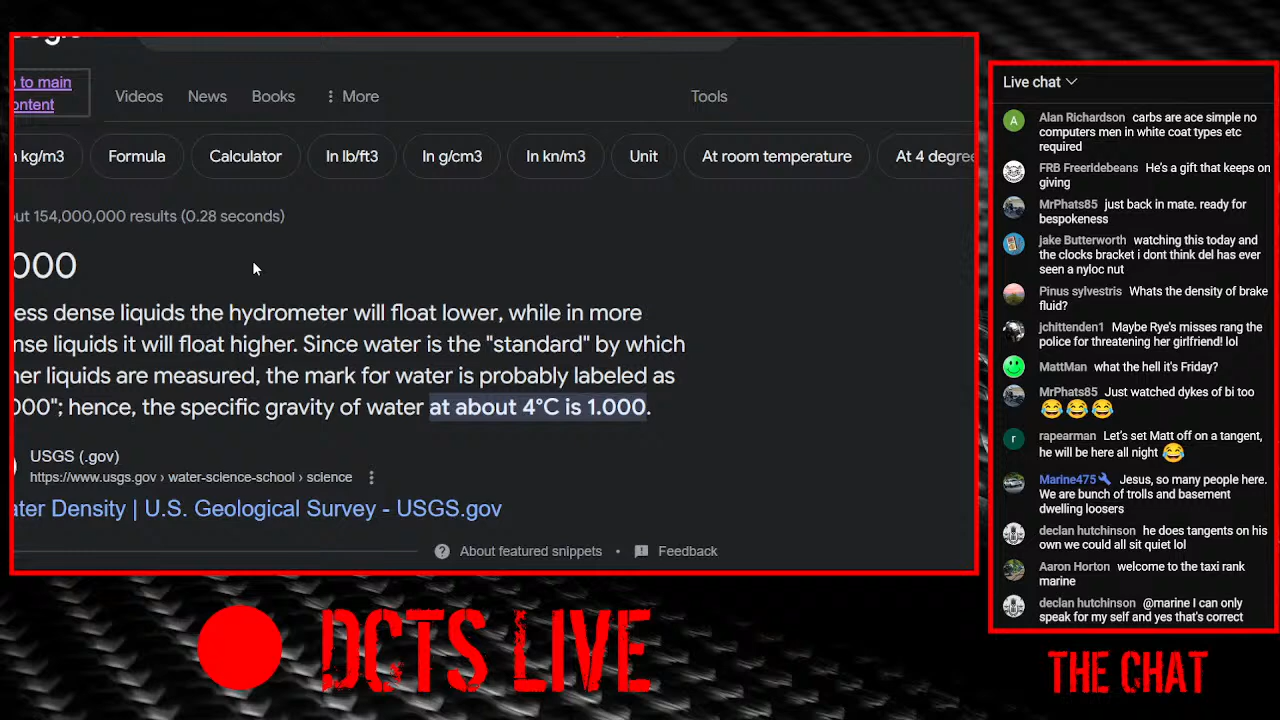 to main
Videos News Books More Tools
kg/m3 Formula Calculator In lb/ft3 In g/cm3 In kn/m3 Unit At room temperature At 4 degree
154,000,000 results (0.28 seconds)
000
ess dense liquids the hydrometer will float lower, while in more
nse liquids it will float higher. Since water is the "standard" by which
er liquids are measured, the mark for water is probably labeled as
000"; hence, the specific gravity of water at about 4°C is 1.000.
USGS (.gov)
https://www.usgs.gov › water-science-school › science
ater Density | U.S. Geological Survey - USGS.gov
About featured snippets • Feedback
DCTS LIVE
Live chat
A Alan Richardson carbs are ace simple no
computers men in white coat types etc
required
FRB Freeridebeans He's a gift that keeps on
giving
MrPhats85 just back in mate. ready for
bespokeness
jake Butterworth watching this today and
the clocks bracket i dont think del has ever
seen a nyloc nut
Pinus sylvestris Whats the density of brake
fluid?
jchittenden1 Maybe Rye's misses rang the
police for threatening her girlfriend! lol
MattMan what the hell it's Friday?
MrPhats85 Just watched dykes of bi too
😂😂😂
r rapearman Let's set Matt off on a tangent,
he will be here all night 😂
Marine475 Jesus, so many people here.
We are bunch of trolls and basement
dwelling loosers
declan hutchinson he does tangents on his
own we could all sit quiet lol
Aaron Horton welcome to the taxi rank
marine
declan hutchinson @marine I can only
speak for my self and yes that's correct
THE CHAT